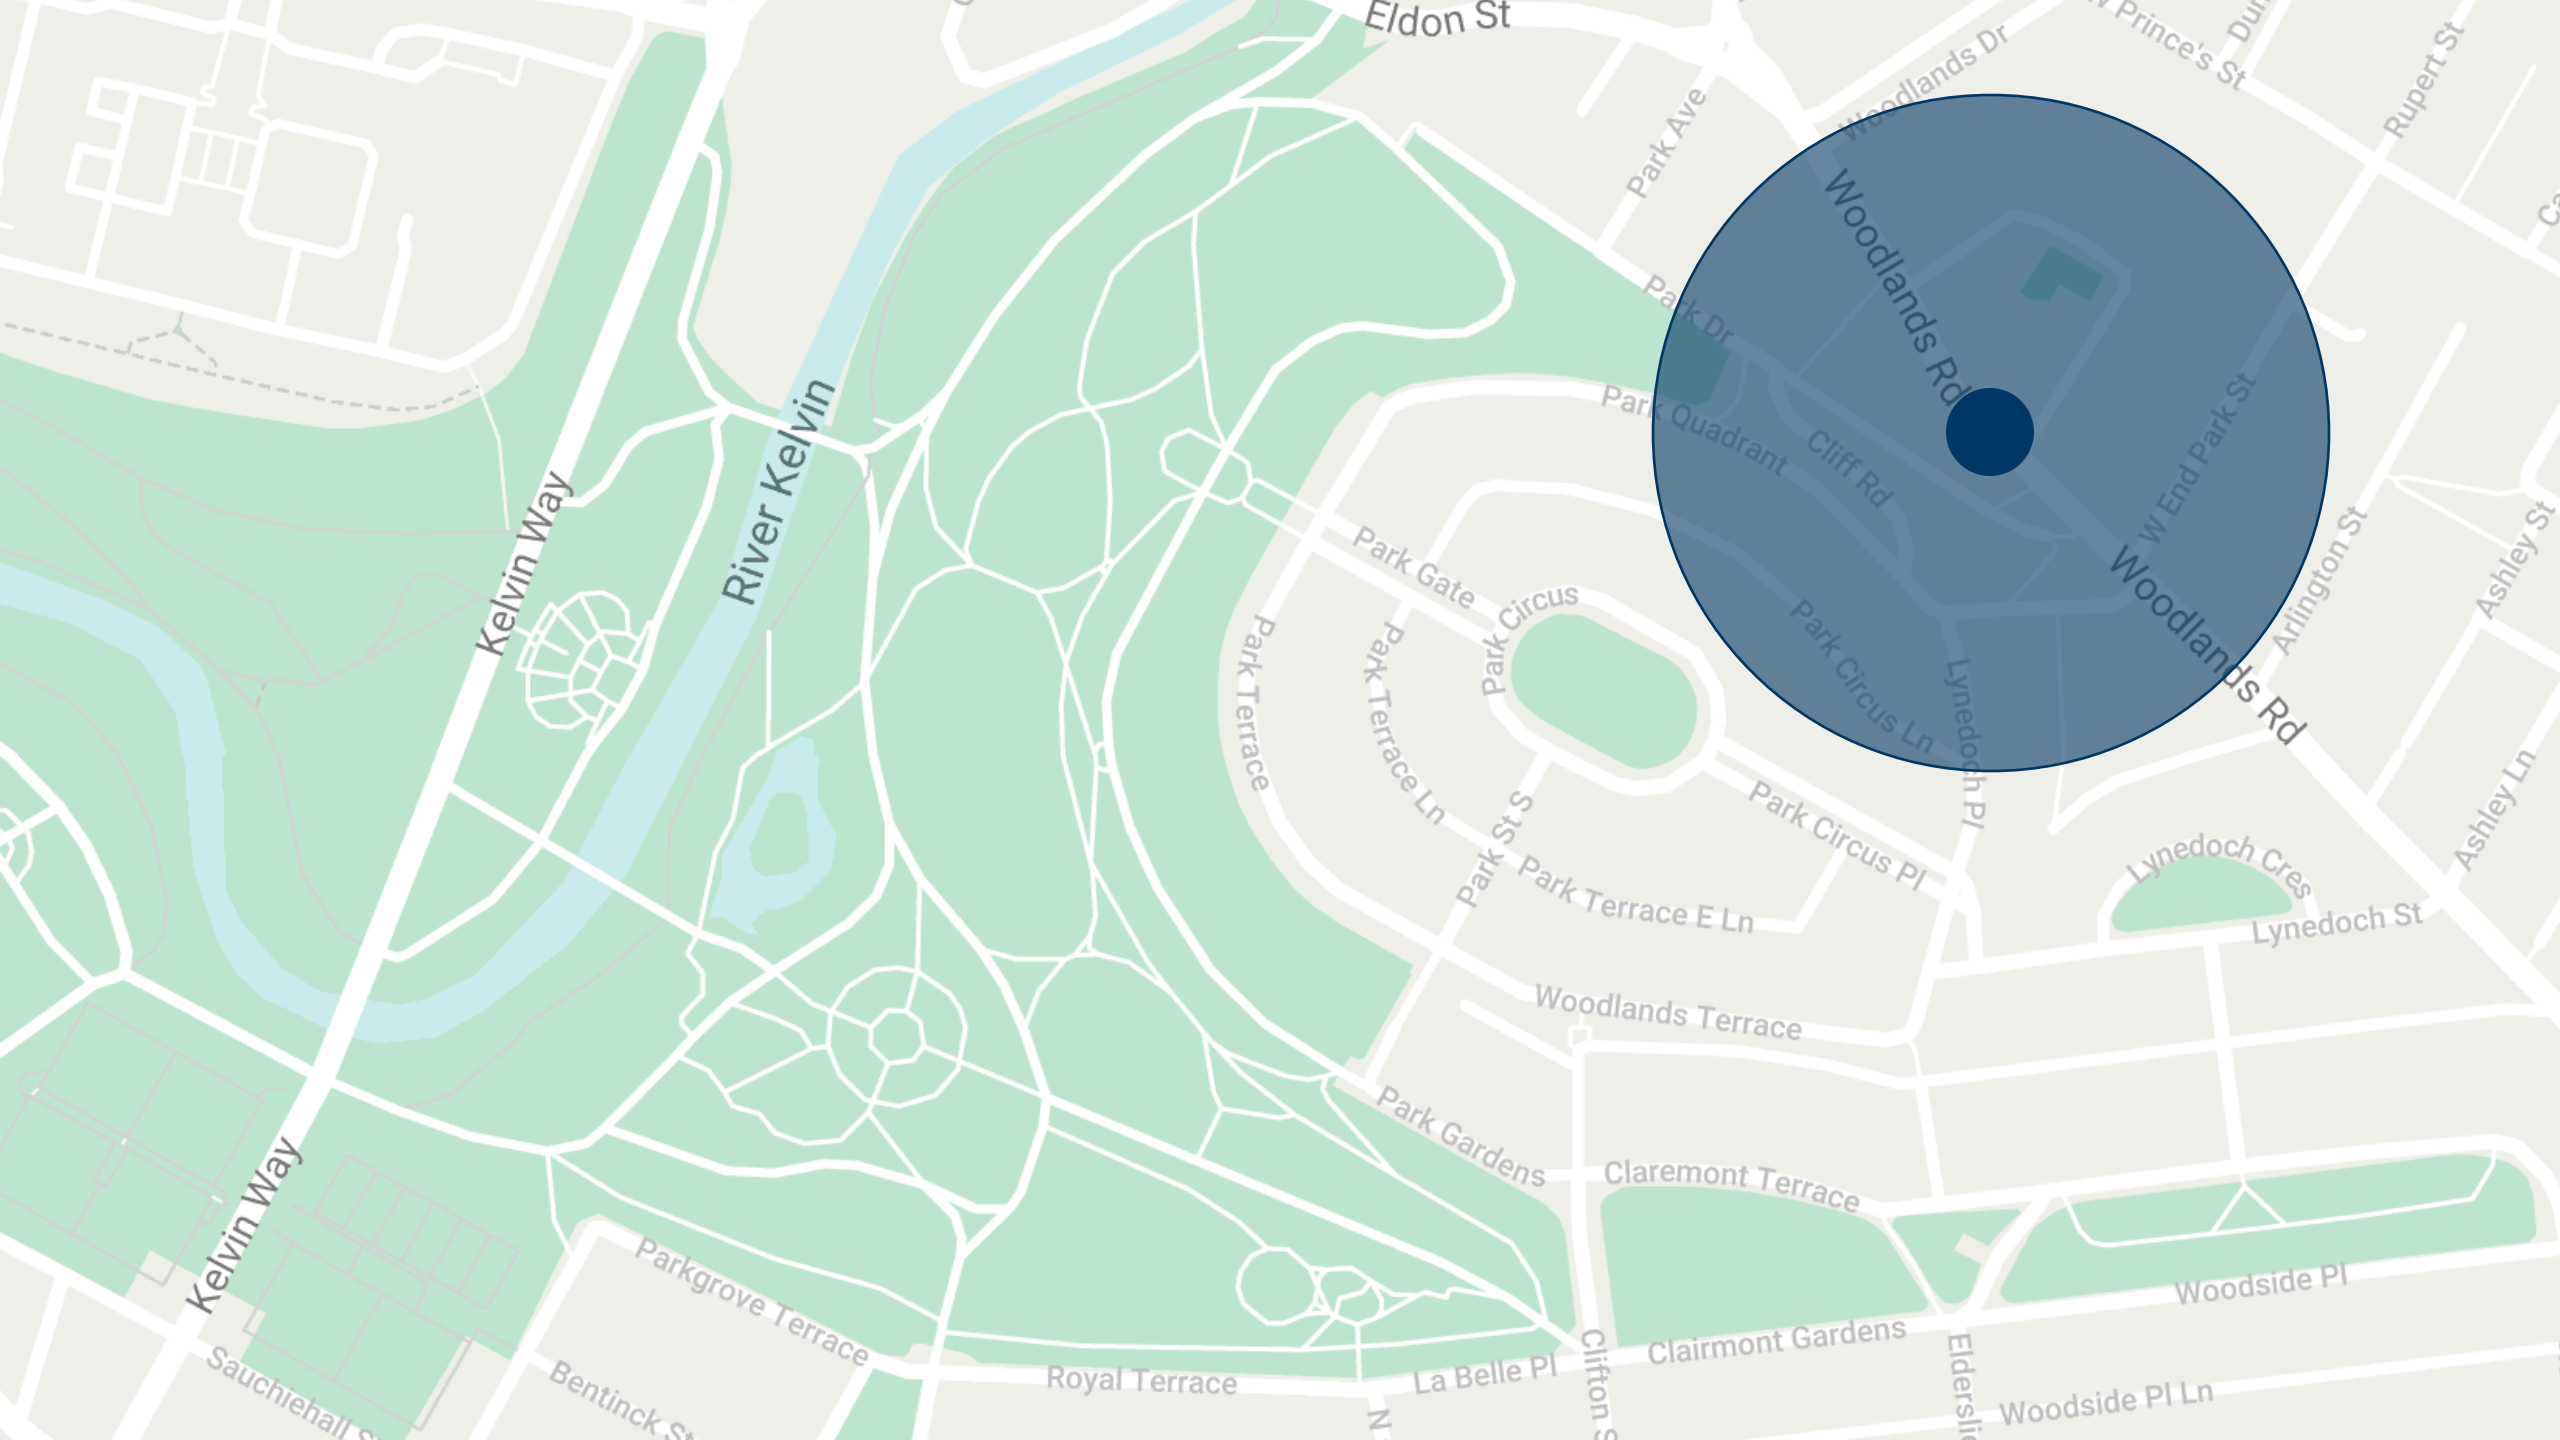 Eldon St
W Prince's St
Rupert St
Woodlands Dr
Park Ave
Woodlands Rd
Park Dr
River Kelvin
Park Quadrant
Cliff Rd
W End Park St
Kelvin Way
Park Gate
Arlington St
Ashley St
Park Circus
Park Terrace
Park Terrace Ln
Park Circus Ln
Lynedoch Pl
Woodlands Rd
Park St S
Park Circus Pl
Ashley Ln
Lynedoch Cres
Park Terrace E Ln
Lynedoch St
Woodlands Terrace
Park Gardens
Claremont Terrace
Kelvin Way
Parkgrove Terrace
Woodside Pl
Clairmont Gardens
Sauchiehall S
Bentinck St
Royal Terrace
La Belle Pl
Clifton S
Elderslie
Woodside Pl Ln
N